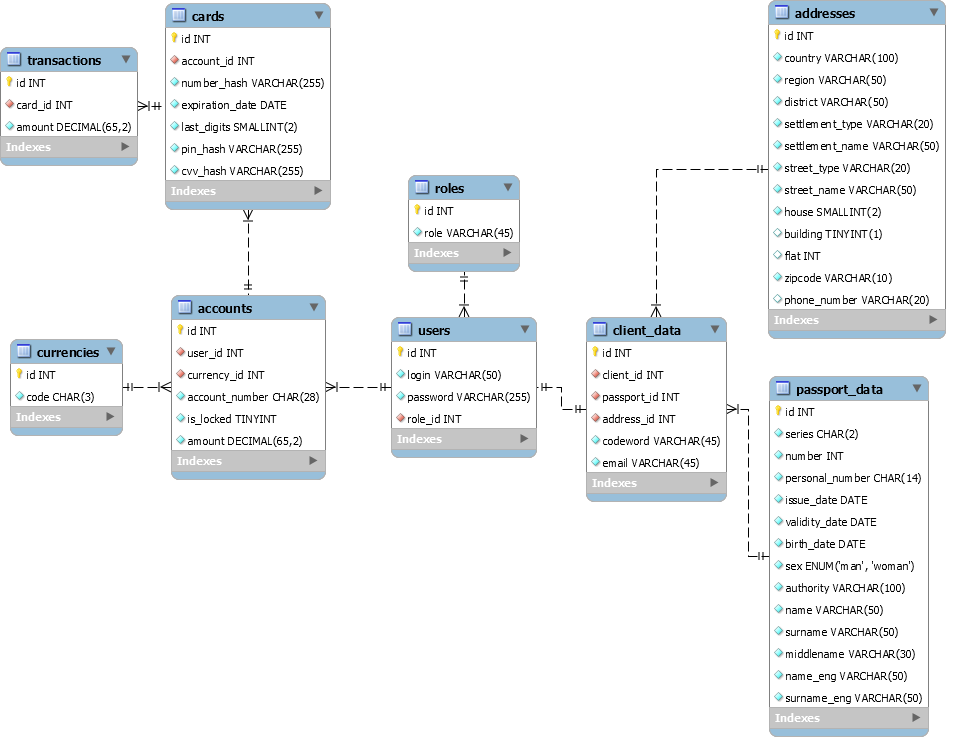 transactions
id INT
card_id INT
amount DECIMAL(65,2)
Indexes
cards
id INT
account_id INT
number_hash VARCHAR(255)
expiration_date DATE
last_digits SMALLINT(2)
pin_hash VARCHAR(255)
cvv_hash VARCHAR(255)
Indexes
roles
id INT
role VARCHAR(45)
Indexes
addresses
id INT
country VARCHAR(100)
region VARCHAR(50)
district VARCHAR(50)
settlement_type VARCHAR(20)
settlement_name VARCHAR(50)
street_type VARCHAR(20)
street_name VARCHAR(50)
house SMALLINT(2)
building TINYINT(1)
flat INT
zipcode VARCHAR(10)
phone_number VARCHAR(20)
Indexes
currencies
id INT
code CHAR(3)
Indexes
accounts
id INT
user_id INT
currency_id INT
account_number CHAR(28)
is_locked TINYINT
amount DECIMAL(65,2)
Indexes
users
id INT
login VARCHAR(50)
password VARCHAR(255)
role_id INT
Indexes
client_data
id INT
client_id INT
passport_id INT
address_id INT
codeword VARCHAR(45)
email VARCHAR(45)
Indexes
passport_data
id INT
series CHAR(2)
number INT
personal_number CHAR(14)
issue_date DATE
validity_date DATE
birth_date DATE
sex ENUM('man', 'woman')
authority VARCHAR(100)
name VARCHAR(50)
surname VARCHAR(50)
middlename VARCHAR(30)
name_eng VARCHAR(50)
surname_eng VARCHAR(50)
Indexes